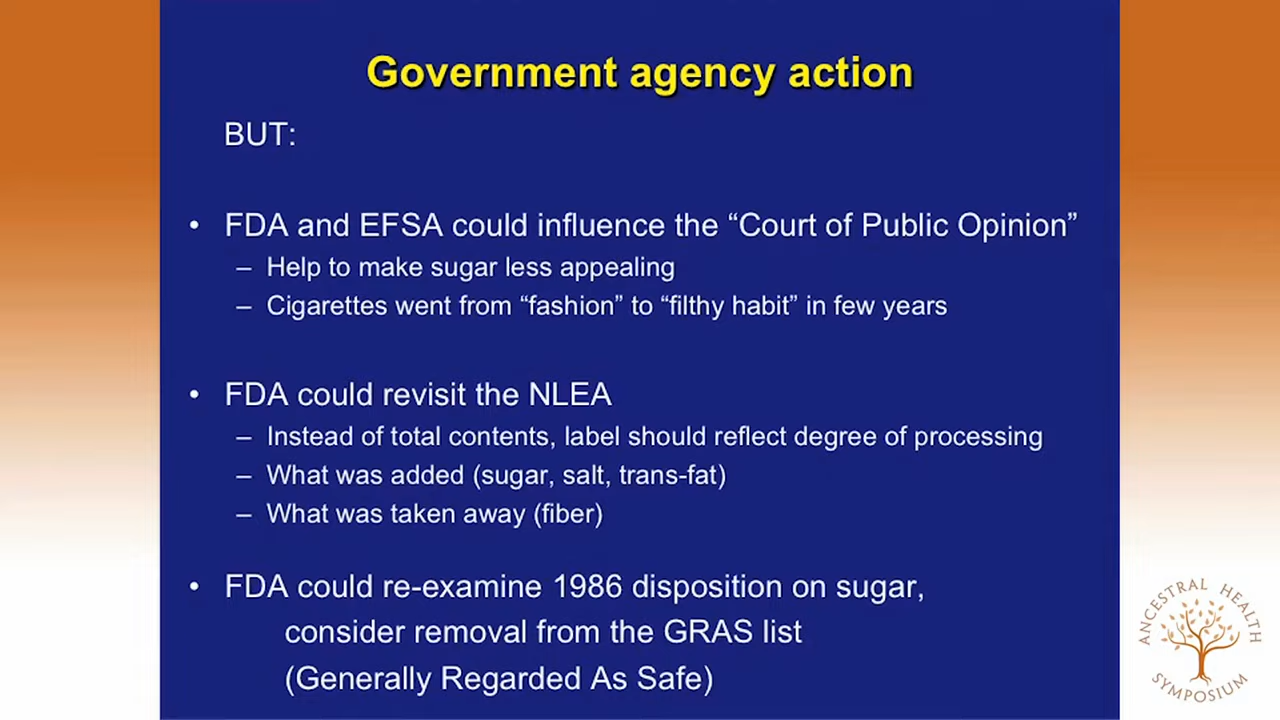 Government agency action
BUT:
• FDA and EFSA could influence the “Court of Public Opinion”
– Help to make sugar less appealing
– Cigarettes went from “fashion” to “filthy habit” in few years
• FDA could revisit the NLEA
– Instead of total contents, label should reflect degree of processing
– What was added (sugar, salt, trans-fat)
– What was taken away (fiber)
• FDA could re-examine 1986 disposition on sugar,
consider removal from the GRAS list
(Generally Regarded As Safe)
ANCESTRAL HEALTH
SYMPOSIUM